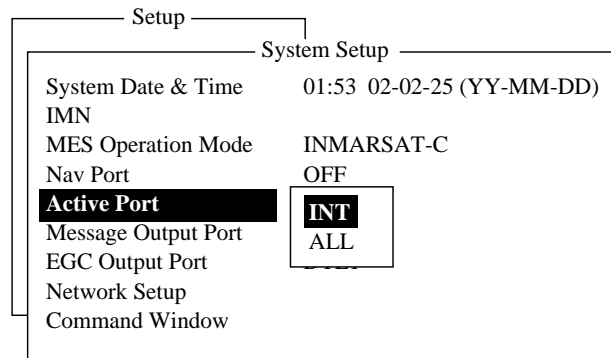 Setup
System Setup
System Date & Time 01:53 02-02-25 (YY-MM-DD)
IMN
MES Operation Mode INMARSAT-C
Nav Port OFF
Active Port INT
Message Output Port ALL
EGC Output Port
Network Setup
Command Window